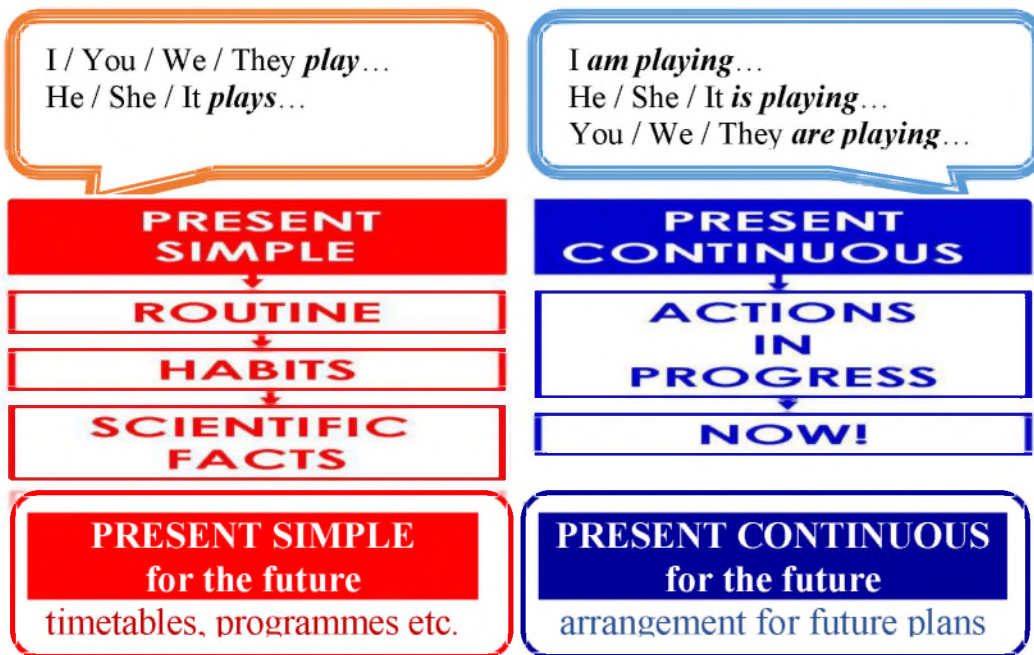 I / You / We / They play…
He / She / It plays…
I am playing…
He / She / It is playing…
You / We / They are playing…
PRESENT
SIMPLE
ROUTINE
HABITS
SCIENTIFIC
FACTS
PRESENT
CONTINUOUS
ACTIONS
IN
PROGRESS
NOW!
PRESENT SIMPLE
for the future
timetables, programmes etc.
PRESENT CONTINUOUS
for the future
arrangement for future plans